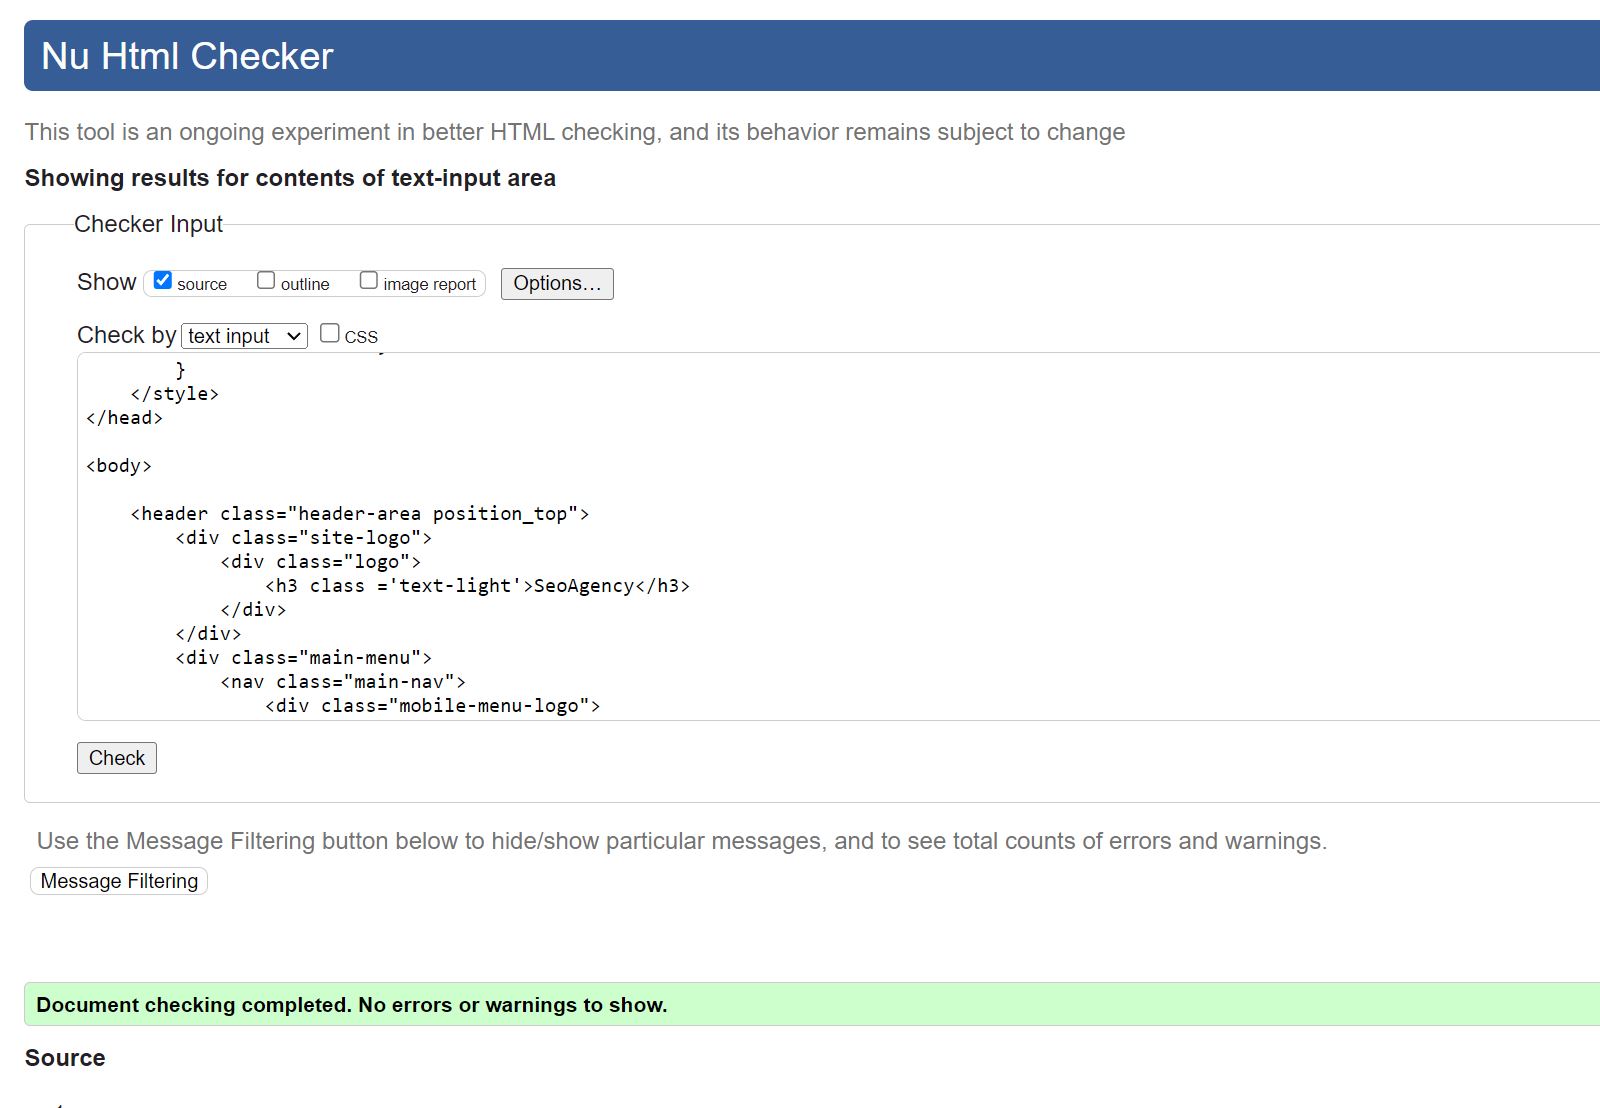 Nu Html Checker
This tool is an ongoing experiment in better HTML checking, and its behavior remains subject to change
Showing results for contents of text-input area
Checker Input
Show source outline image report Options...
Check by text input CSS
}
</style>
</head>
<body>
<header class="header-area position_top">
<div class="site-logo">
<div class="logo">
<h3 class ='text-light'>SeoAgency</h3>
</div>
</div>
<div class="main-menu">
<nav class="main-nav">
<div class="mobile-menu-logo">
Check
Use the Message Filtering button below to hide/show particular messages, and to see total counts of errors and warnings.
Message Filtering
Document checking completed. No errors or warnings to show.
Source